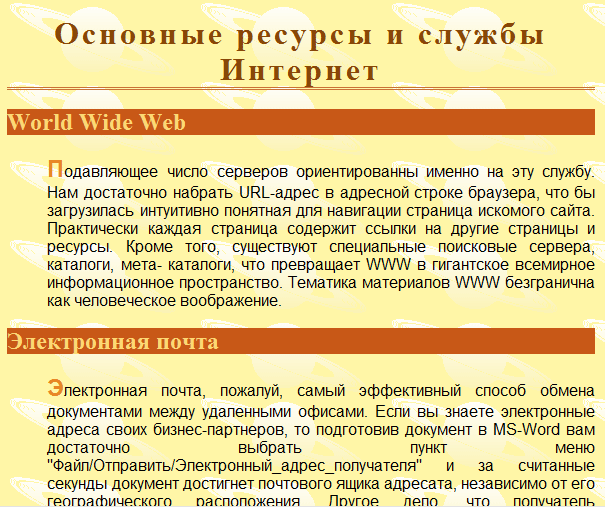 Основные ресурсы и службы
Интернет
World Wide Web
Подавляющее число серверов ориентированны именно на эту службу.
Нам достаточно набрать URL-адрес в адресной строке браузера, что бы
загрузилась интуитивно понятная для навигации страница искомого сайта.
Практически каждая страница содержит ссылки на другие страницы и
ресурсы. Кроме того, существуют специальные поисковые сервера,
каталоги, мета- каталоги, что превращает WWW в гигантское всемирное
информационное пространство. Тематика материалов WWW безгранична
как человеческое воображение.
Электронная почта
Электронная почта, пожалуй, самый эффективный способ обмена
документами между удаленными офисами. Если вы знаете электронные
адреса своих бизнес-партнеров, то подготовив документ в MS-Word вам
достаточно выбрать пункт меню
"Файл/Отправить/Электронный_адрес_получателя" и за считанные
секунды документ достигнет почтового ящика адресата, независимо от его
географического расположения. Другое дело, что получатель